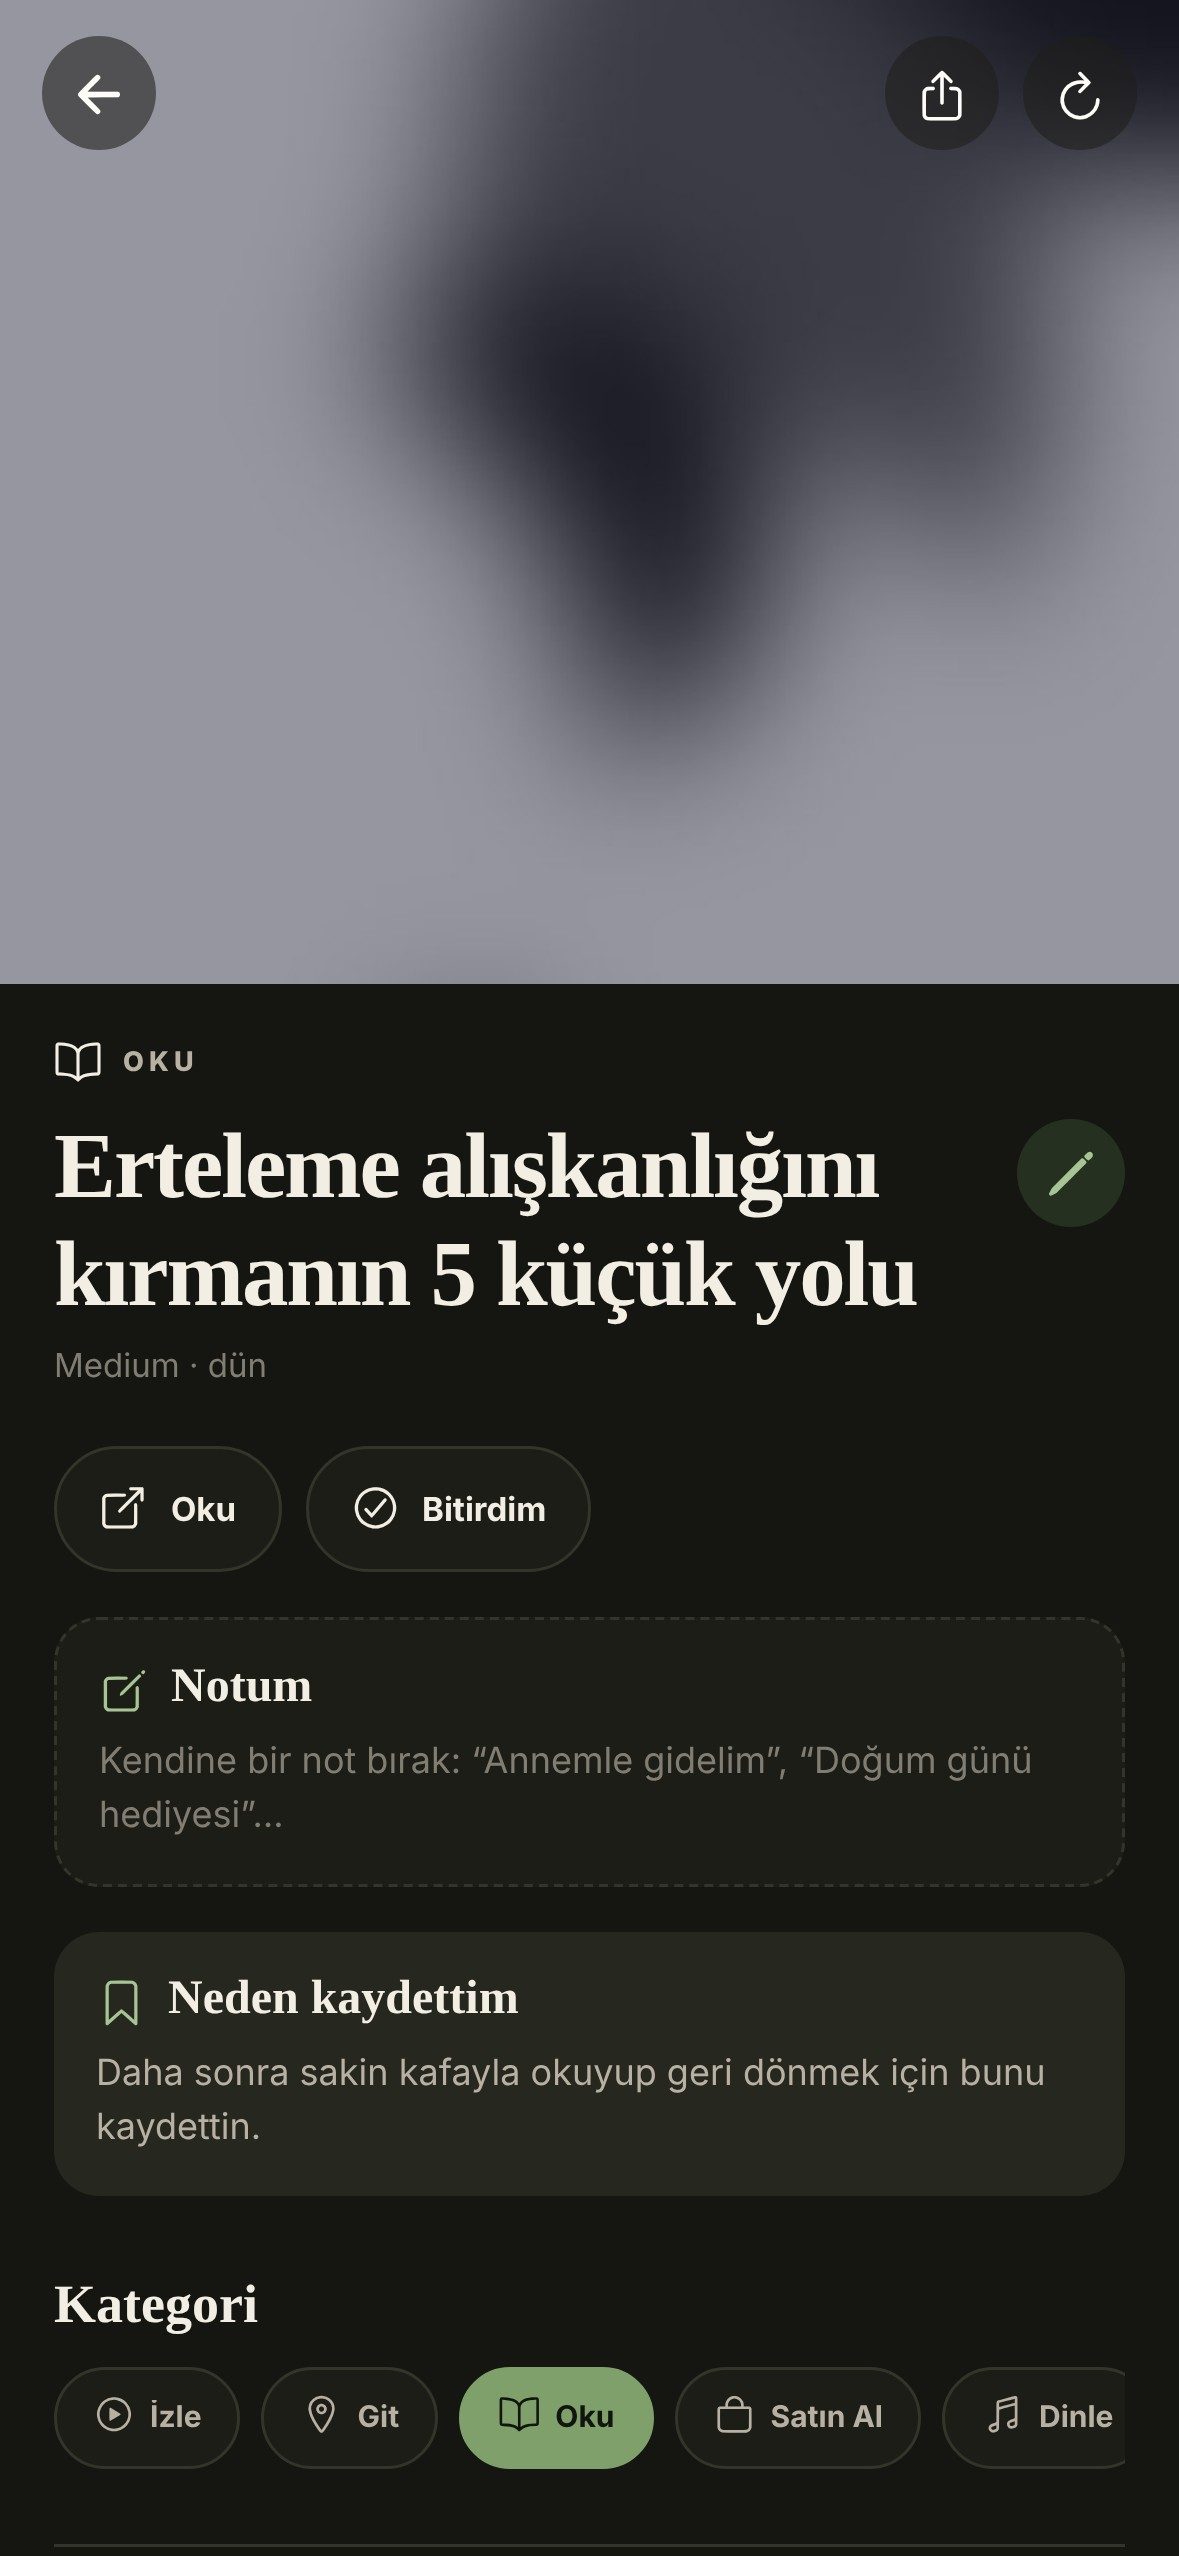 OKU
Erteleme alışkanlığını
kırmanın 5 küçük yolu
Medium · dün
Oku
Bitirdim
Notum
Kendine bir not bırak: “Annemle gidelim”, “Doğum günü
hediyesi”...
Neden kaydettim
Daha sonra sakin kafayla okuyup geri dönmek için bunu
kaydettin.
Kategori
İzle
Git
Oku
Satın Al
Dinle